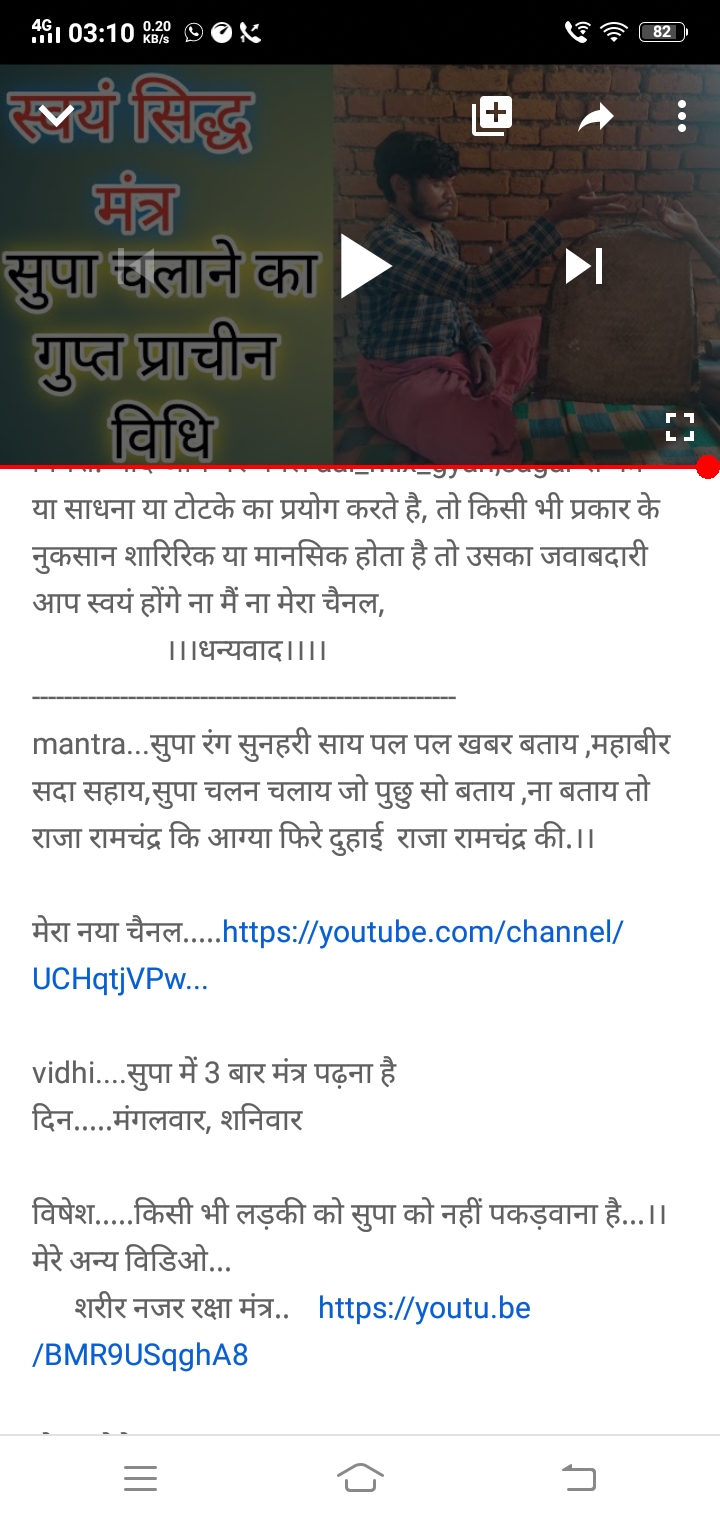 4G 03:10 0.20 KB/s 82
स्वयं सिद्ध
मंत्र
सुपा चलाने का
गुप्त प्राचीन
विधि
या साधना या टोटके का प्रयोग करते है, तो किसी भी प्रकार के
नुकसान शारिरिक या मानसिक होता है तो उसका जवाबदारी
आप स्वयं होंगे ना मैं ना मेरा चैनल,
।।।धन्यवाद।।।।
-----------------------------------------------------
mantra...सुपा रंग सुनहरी साय पल पल खबर बताय ,महाबीर
सदा सहाय,सुपा चलन चलाय जो पुछु सो बताय ,ना बताय तो
राजा रामचंद्र कि आग्या फिरे दुहाई  राजा रामचंद्र की.।।
मेरा नया चैनल.....https://youtube.com/channel/
UCHqtjVPw...
vidhi....सुपा में 3 बार मंत्र पढ़ना है
दिन.....मंगलवार, शनिवार
विषेश.....किसी भी लड़की को सुपा को नहीं पकड़वाना है...।।
मेरे अन्य विडिओ...
शरीर नजर रक्षा मंत्र.. https://youtu.be
/BMR9USqghA8